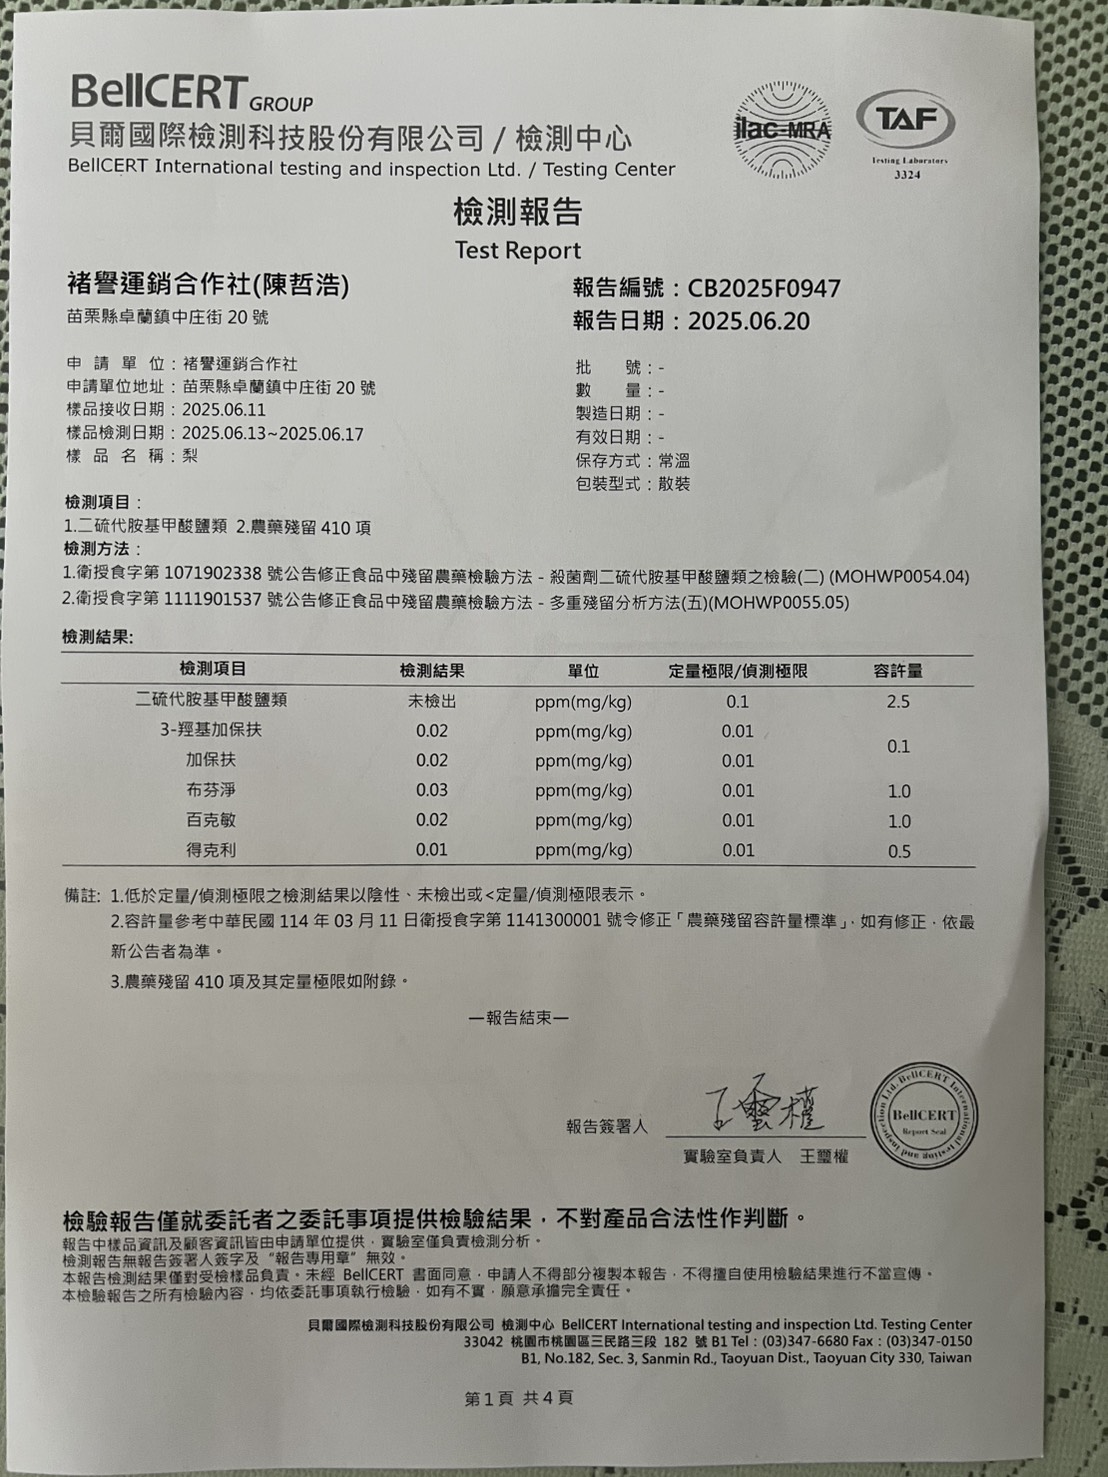 BellCERT GROUP
貝爾國際檢測科技股份有限公司 / 檢測中心
BellCERT International testing and inspection Ltd. / Testing Center
ilac-MRA
TAF
Testing Laboratory
3324
檢測報告
Test Report
褚譽運銷合作社(陳哲浩)
苗栗縣卓蘭鎮中庄街 20 號
報告編號：CB2025F0947
報告日期：2025.06.20
申 請 單 位：褚譽運銷合作社
申請單位地址：苗栗縣卓蘭鎮中庄街 20 號
樣品接收日期：2025.06.11
樣品檢測日期：2025.06.13~2025.06.17
樣 品 名 稱：梨
批 號：-
數 量：-
製造日期：-
有效日期：-
保存方式：常溫
包裝型式：散裝
檢測項目：
1.二硫代胺基甲酸鹽類 2.農藥殘留 410 項
檢測方法：
1.衛授食字第 1071902338 號公告修正食品中殘留農藥檢驗方法－殺菌劑二硫代胺基甲酸鹽類之檢驗(二) (MOHWP0054.04)
2.衛授食字第 1111901537 號公告修正食品中殘留農藥檢驗方法－多重殘留分析方法(五)(MOHWP0055.05)
檢測結果:
檢測項目 檢測結果 單位 定量極限/偵測極限 容許量
二硫代胺基甲酸鹽類 未檢出 ppm(mg/kg) 0.1 2.5
3-羥基加保扶 0.02 ppm(mg/kg) 0.01
0.1
加保扶 0.02 ppm(mg/kg) 0.01
布芬淨 0.03 ppm(mg/kg) 0.01 1.0
百克敏 0.02 ppm(mg/kg) 0.01 1.0
得克利 0.01 ppm(mg/kg) 0.01 0.5
備註: 1.低於定量/偵測極限之檢測結果以陰性、未檢出或<定量/偵測極限表示。
2.容許量參考中華民國 114 年 03 月 11 日衛授食字第 1141300001 號令修正「農藥殘留容許量標準」，如有修正，依最
新公告者為準。
3.農藥殘留 410 項及其定量極限如附錄。
—報告結束—
報告簽署人 王璽權
實驗室負責人 王璽權
BellCERT International testing and inspection Ltd.
BellCERT
Report Seal
檢驗報告僅就委託者之委託事項提供檢驗結果，不對產品合法性作判斷。
報告中樣品資訊及顧客資訊皆由申請單位提供，實驗室僅負責檢測分析。
檢測報告無報告簽署人簽字及 "報告專用章" 無效。
本報告檢測結果僅對受檢樣品負責。未經 BellCERT 書面同意，申請人不得部分複製本報告，不得擅自使用檢驗結果進行不當宣傳。
本檢驗報告之所有檢驗內容，均依委託事項執行檢驗，如有不實，願意承擔完全責任。
貝爾國際檢測科技股份有限公司 檢測中心 BellCERT International testing and inspection Ltd. Testing Center
33042 桃園市桃園區三民路三段 182 號 B1 Tel：(03)347-6680 Fax：(03)347-0150
B1, No.182, Sec. 3, Sanmin Rd., Taoyuan Dist., Taoyuan City 330, Taiwan
第 1 頁 共 4 頁